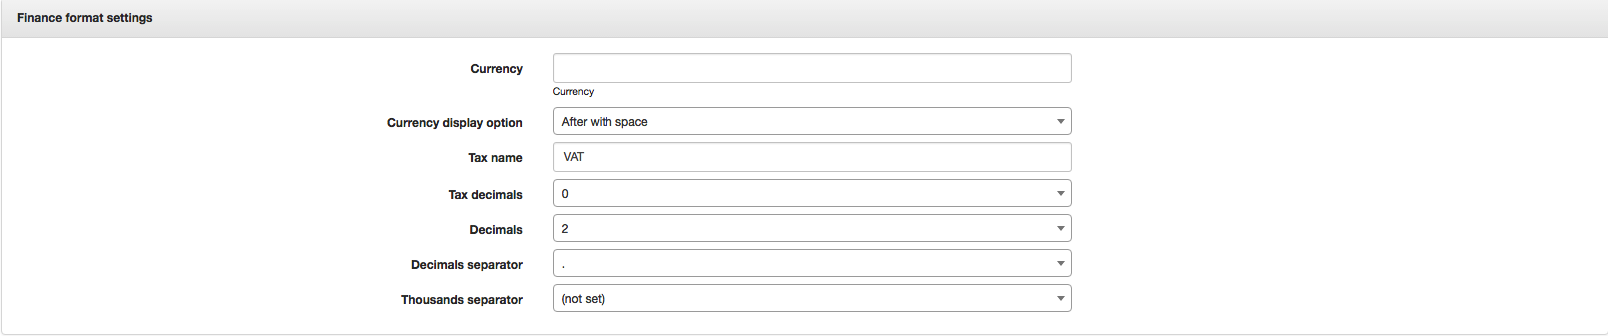 Finance format settings
Currency
Currency
Currency display option After with space
Tax name VAT
Tax decimals 0
Decimals 2
Decimals separator .
Thousands separator (not set)